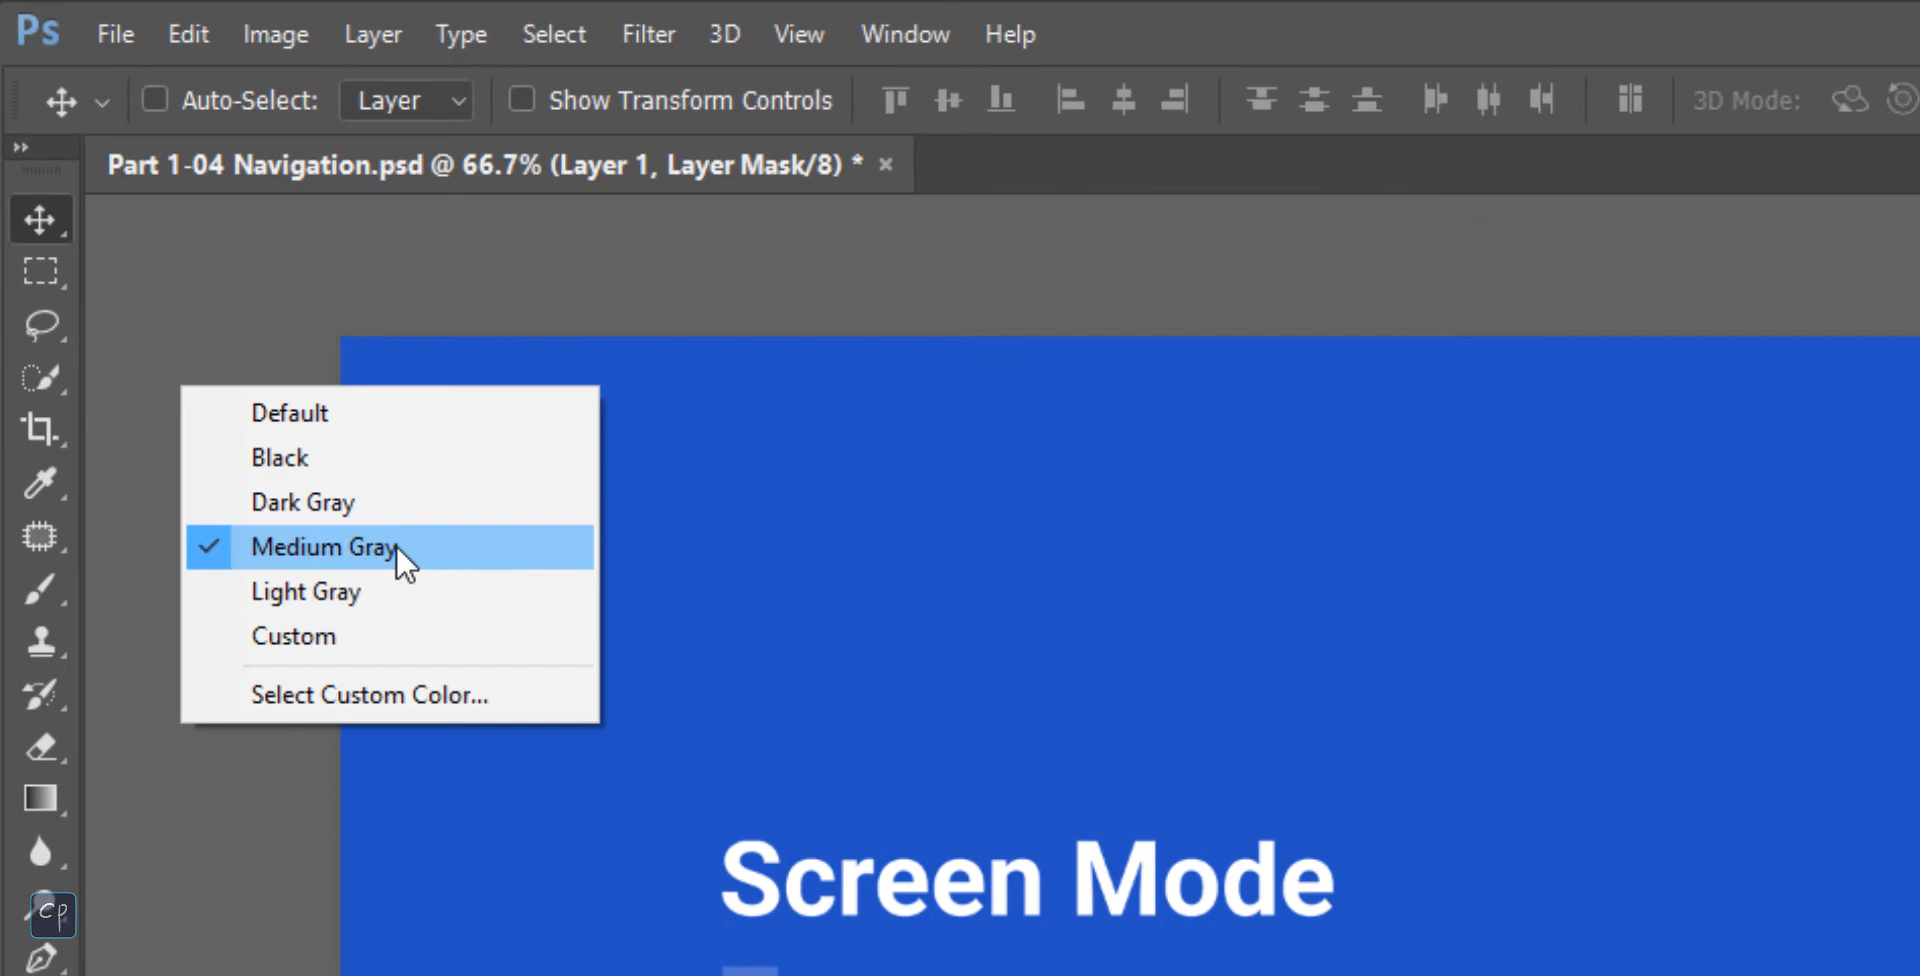 Ps File Edit Image Layer Type Select Filter 3D View Window Help
Auto-Select: Layer Show Transform Controls 3D Mode:
Part 1-04 Navigation.psd @ 66.7% (Layer 1, Layer Mask/8) * ×
Default
Black
Dark Gray
Medium Gray
Light Gray
Custom
Select Custom Color...
Screen Mode
cp